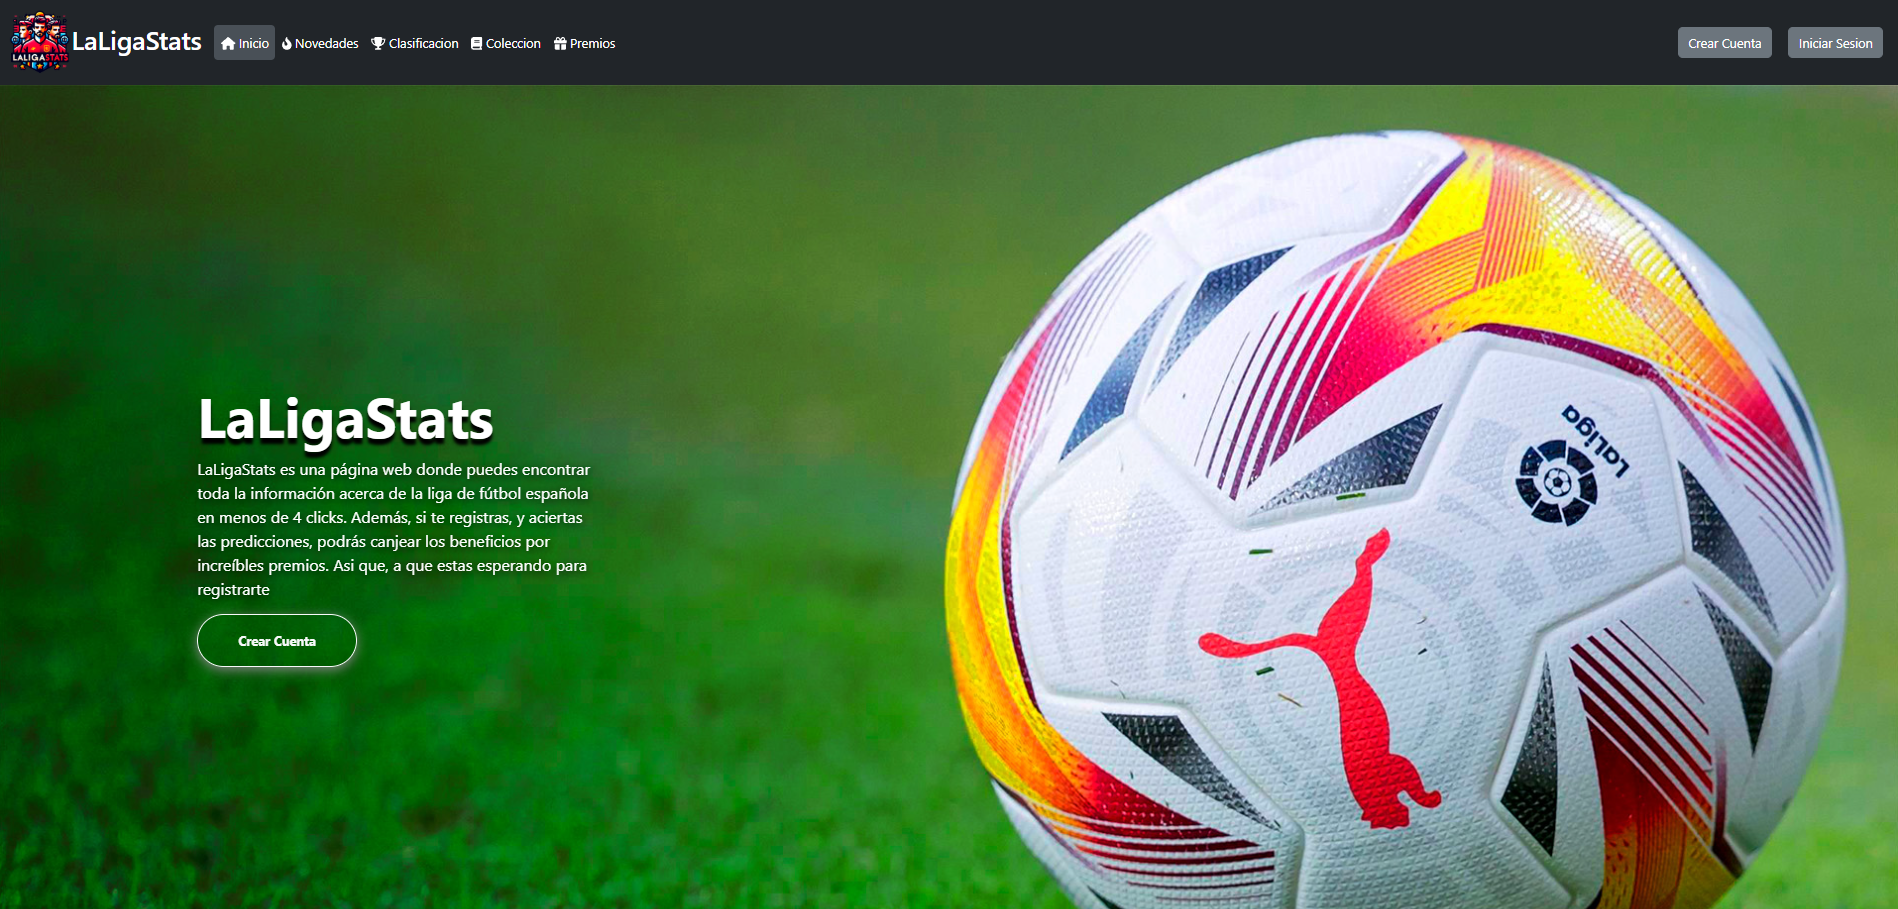 LALIGASTATS
LaLigaStats
Inicio
Novedades
Clasificacion
Coleccion
Premios
Crear Cuenta
Iniciar Sesion
LaLigaStats
LaLigaStats es una página web donde puedes encontrar
toda la información acerca de la liga de fútbol española
en menos de 4 clicks. Además, si te registras, y aciertas
las predicciones, podrás canjear los beneficios por
increíbles premios. Asi que, a que estas esperando para
registrarte
Crear Cuenta
LaLiga